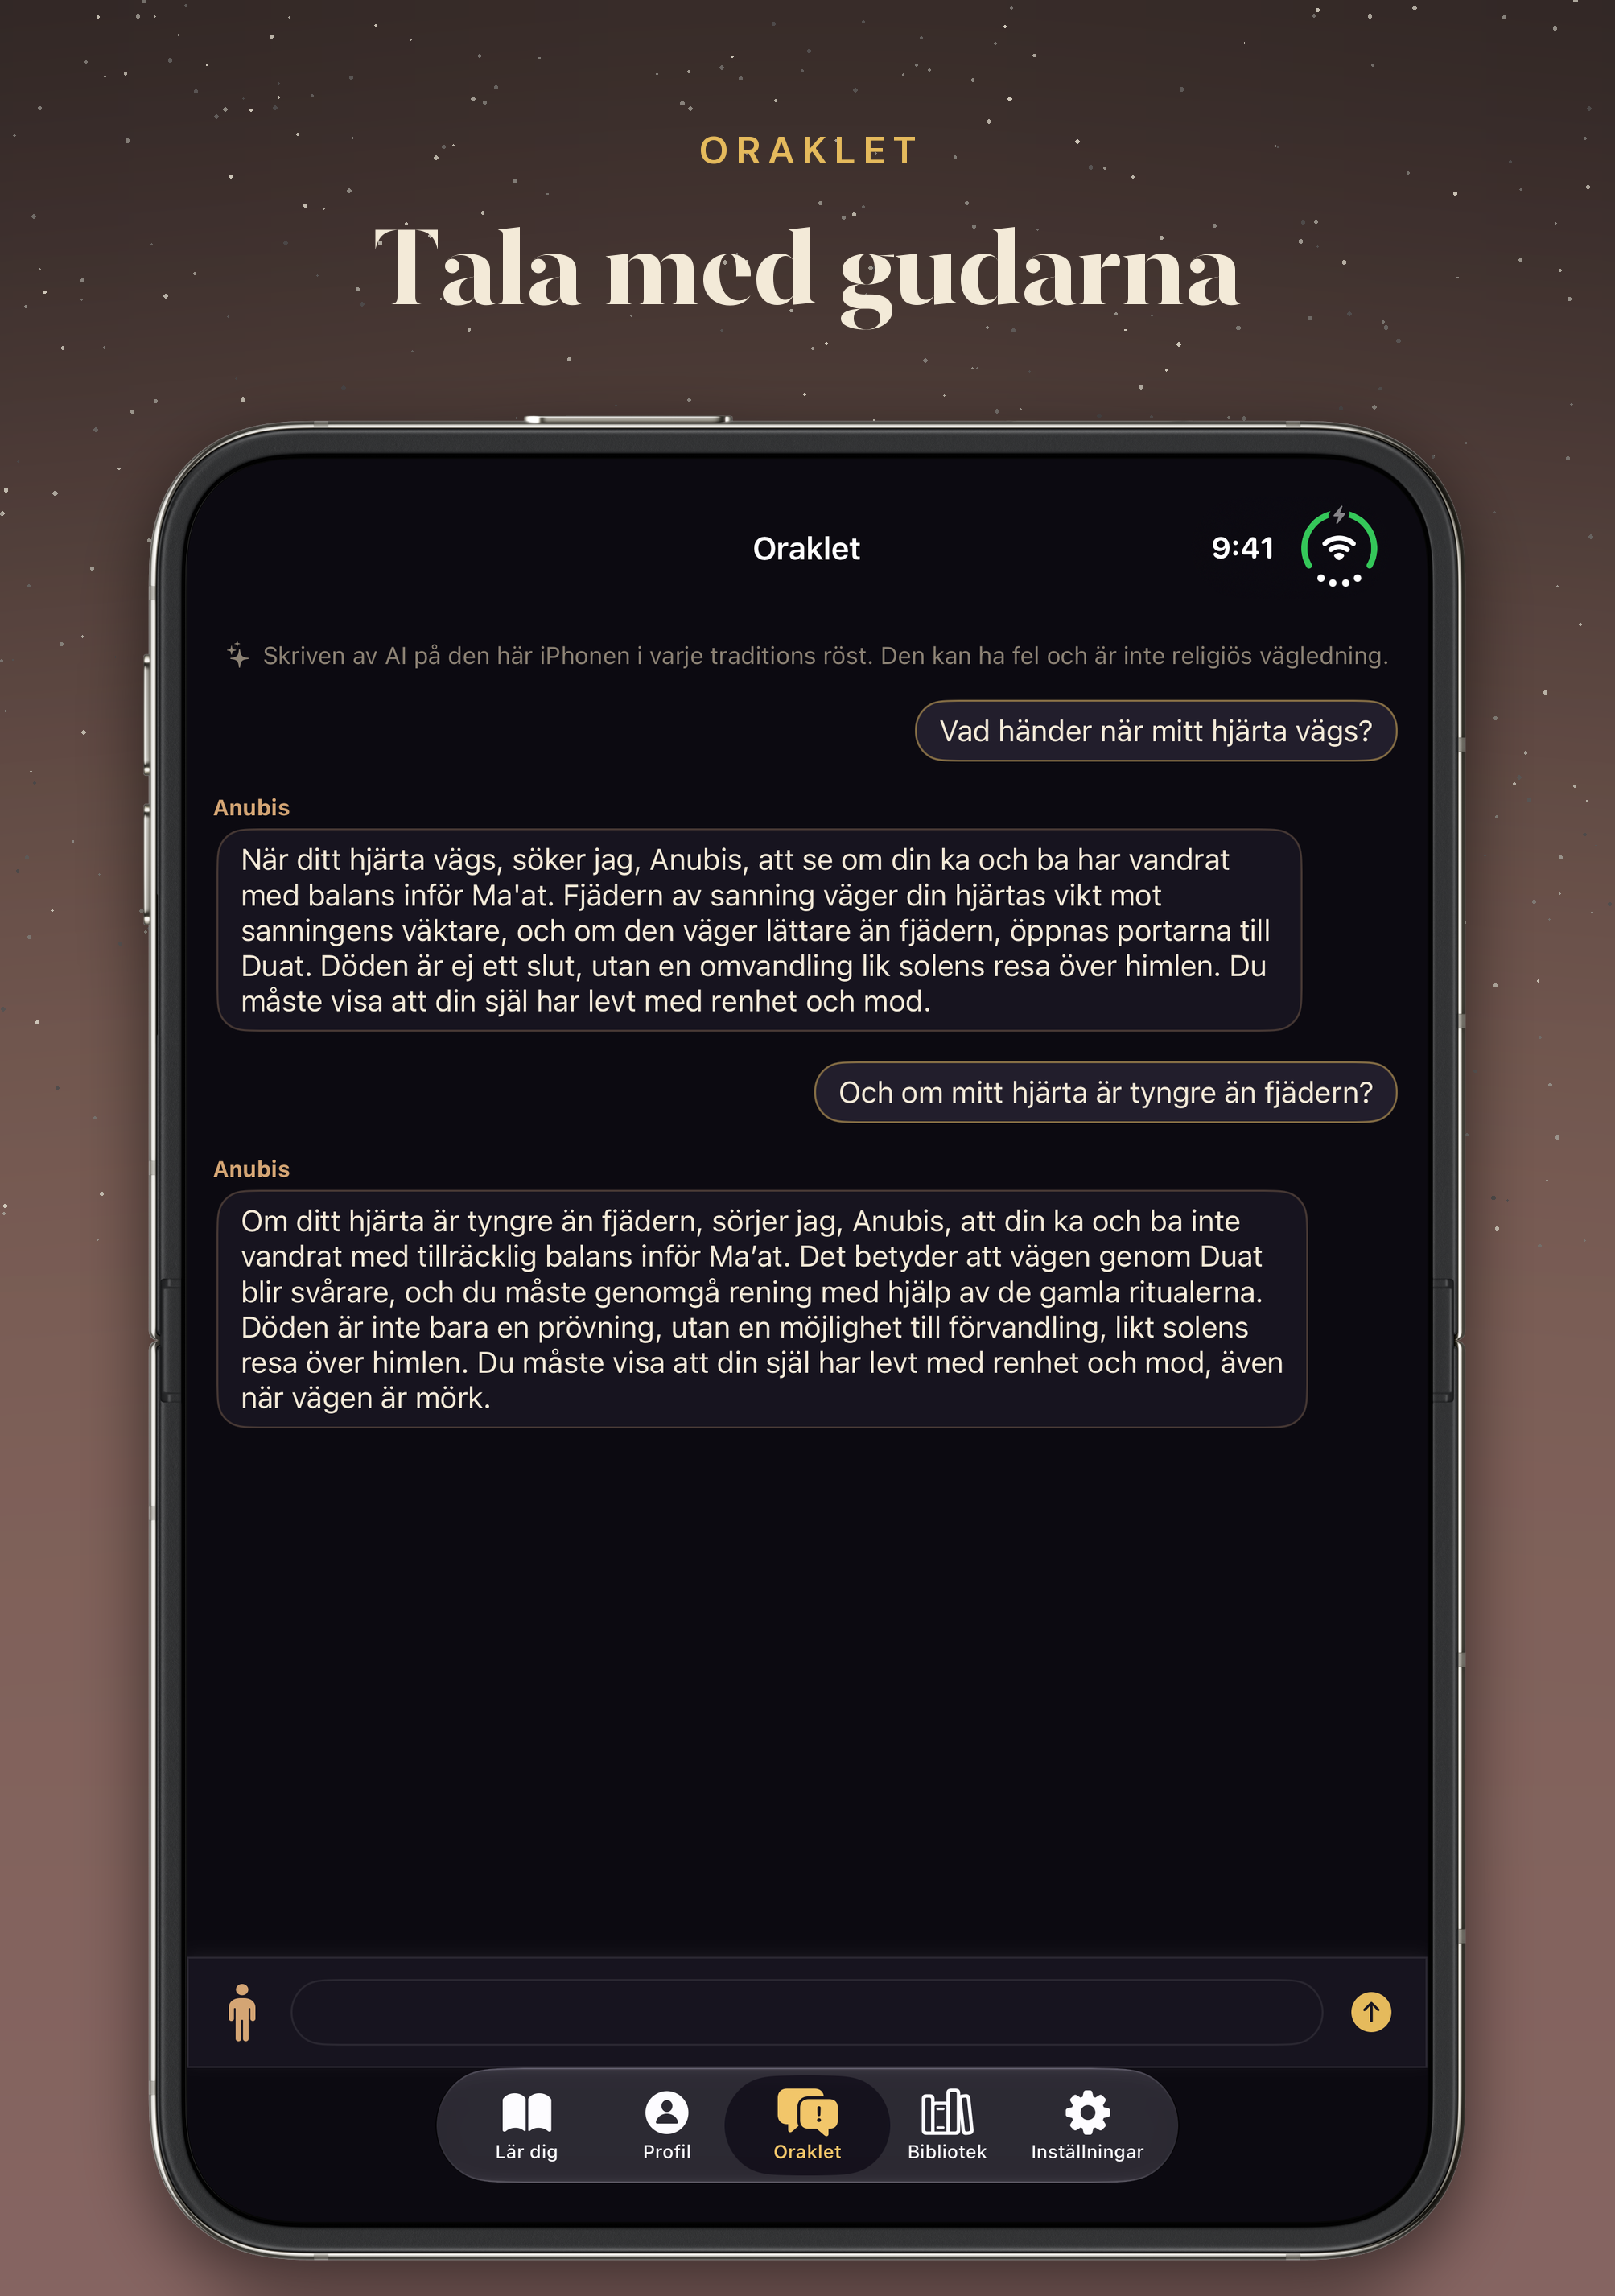 ORAKLET
Tala med gudarna
Oraklet
9:41
Skriven av AI på den här iPhonen i varje traditions röst. Den kan ha fel och är inte religiös vägledning.
Vad händer när mitt hjärta vägs?
Anubis
När ditt hjärta vägs, söker jag, Anubis, att se om din ka och ba har vandrat
med balans inför Ma'at. Fjädern av sanning väger din hjärtas vikt mot
sanningens väktare, och om den väger lättare än fjädern, öppnas portarna till
Duat. Döden är ej ett slut, utan en omvandling lik solens resa över himlen. Du
måste visa att din själ har levt med renhet och mod.
Och om mitt hjärta är tyngre än fjädern?
Anubis
Om ditt hjärta är tyngre än fjädern, sörjer jag, Anubis, att din ka och ba inte
vandrat med tillräcklig balans inför Ma’at. Det betyder att vägen genom Duat
blir svårare, och du måste genomgå rening med hjälp av de gamla ritualerna.
Döden är inte bara en prövning, utan en möjlighet till förvandling, likt solens
resa över himlen. Du måste visa att din själ har levt med renhet och mod, även
när vägen är mörk.
Lär dig
Profil
Oraklet
Bibliotek
Inställningar